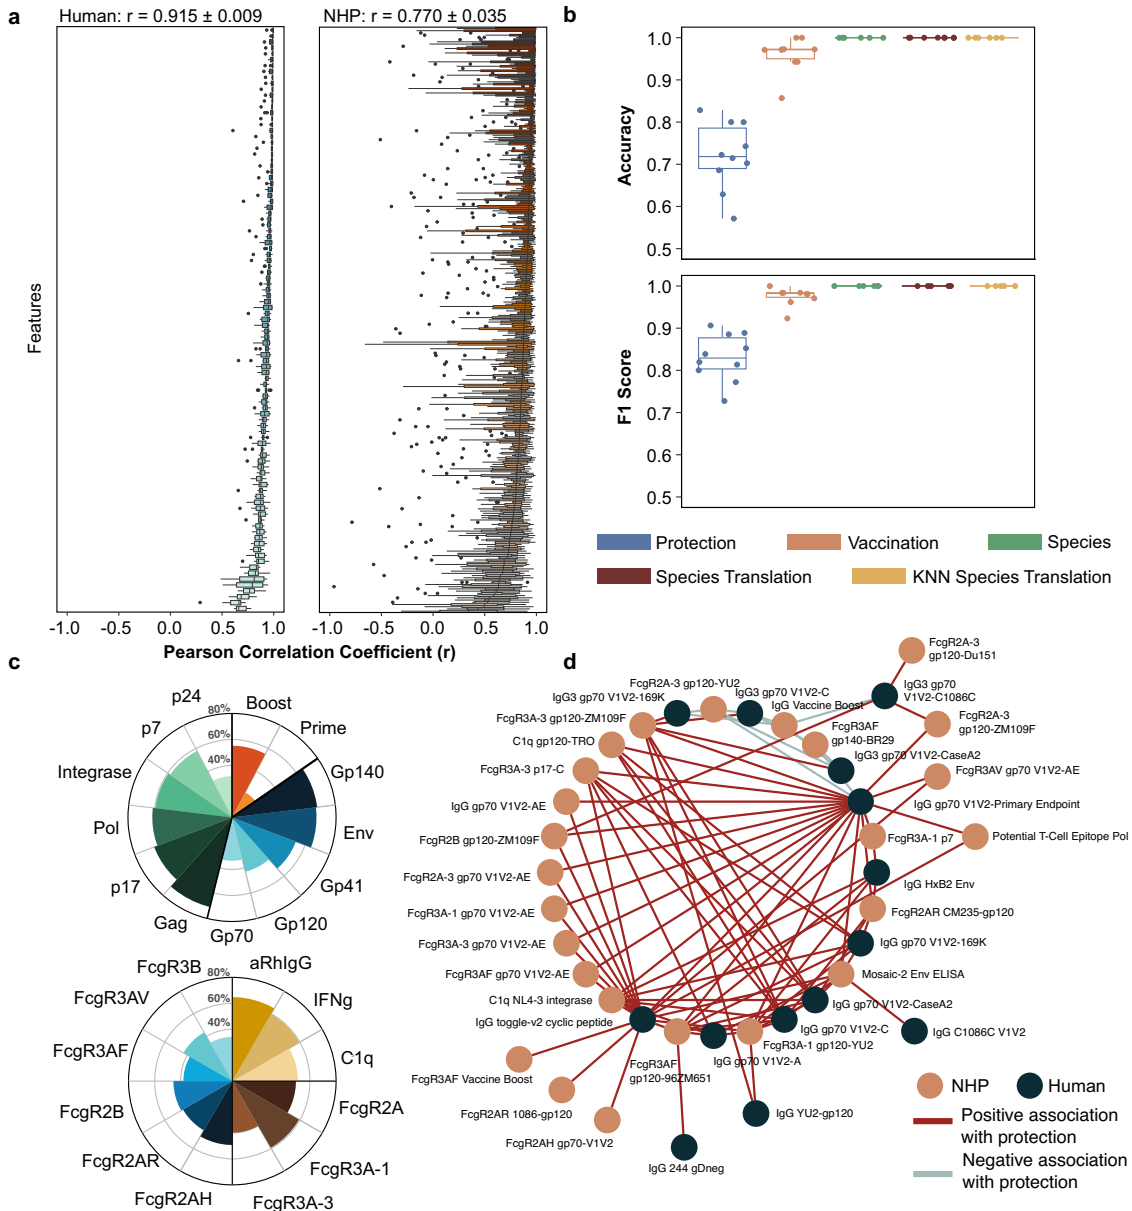 a
Human: r = 0.915 ± 0.009
NHP: r = 0.770 ± 0.035
Features
-1.0 -0.5 0.0 0.5 1.0
-1.0 -0.5 0.0 0.5 1.0
Pearson Correlation Coefficient (r)
b
Accuracy
1.0
0.9
0.8
0.7
0.6
0.5
F1 Score
1.0
0.9
0.8
0.7
0.6
0.5
Protection
Vaccination
Species
Species Translation
KNN Species Translation
c
80%
60%
40%
Boost
Prime
Gp140
Env
Gp41
Gp120
Gp70
Gag
p17
Pol
Integrase
p7
p24
80%
60%
40%
aRhIgG
IFNg
C1q
FcgR2A
FcgR3A-1
FcgR3A-3
FcgR2AH
FcgR2AR
FcgR2B
FcgR3AF
FcgR3AV
FcgR3B
d
FcgR2A-3
gp120-Du151
IgG3 gp70
V1V2-C1086C
FcgR2A-3
gp120-ZM109F
FcgR2A-3 gp120-YU2
IgG3 gp70 V1V2-169K
IgG3 gp70 V1V2-C
IgG Vaccine Boost
FcgR3A-3 gp120-ZM109F
FcgR3AF
gp140-BR29
C1q gp120-TRO
IgG3 gp70 V1V2-CaseA2
FcgR3A-3 p17-C
FcgR3AV gp70 V1V2-AE
IgG gp70 V1V2-AE
IgG gp70 V1V2-Primary Endpoint
FcgR2B gp120-ZM109F
FcgR3A-1 p7
Potential T-Cell Epitope Pol
FcgR2A-3 gp70 V1V2-AE
IgG HxB2 Env
FcgR3A-1 gp70 V1V2-AE
FcgR2AR CM235-gp120
FcgR3A-3 gp70 V1V2-AE
IgG gp70 V1V2-169K
FcgR3AF gp70 V1V2-AE
Mosaic-2 Env ELISA
C1q NL4-3 integrase
IgG gp70 V1V2-CaseA2
IgG toggle-v2 cyclic peptide
IgG gp70 V1V2-C
IgG C1086C V1V2
FcgR3A-1 gp120-YU2
IgG gp70 V1V2-A
FcgR3AF
gp120-96ZM651
FcgR3AF Vaccine Boost
FcgR2AR 1086-gp120
IgG YU2-gp120
FcgR2AH gp70-V1V2
IgG 244 gDneg
NHP
Human
Positive association
with protection
Negative association
with protection